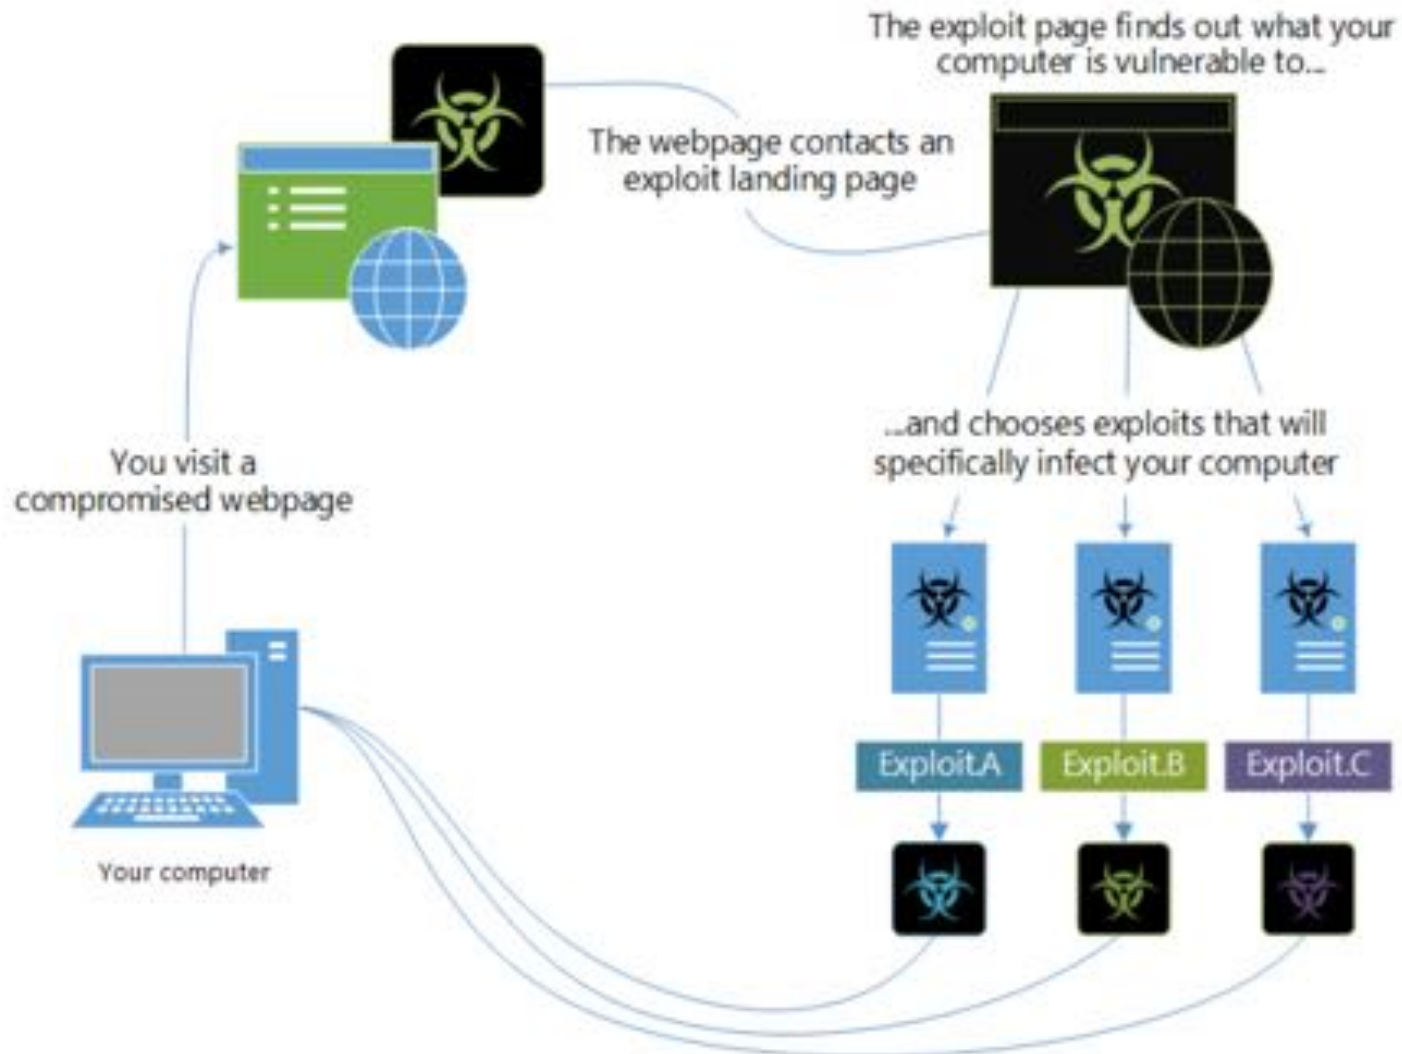 The exploit page finds out what your
computer is vulnerable to...
The webpage contacts an
exploit landing page
...and chooses exploits that will
specifically infect your computer
You visit a
compromised webpage
Exploit.A
Exploit.B
Exploit.C
Your computer